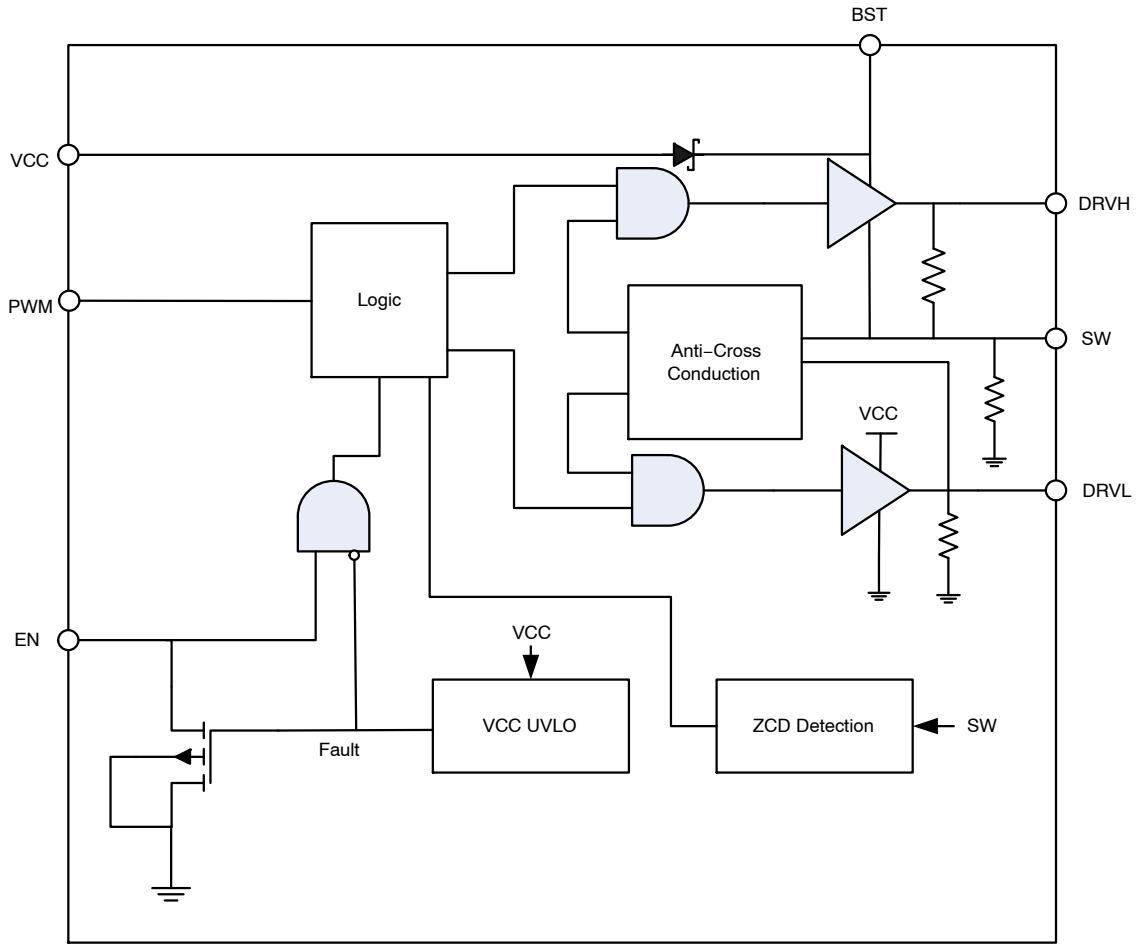 BST
VCC
DRVH
PWM
Logic
SW
Anti−Cross
Conduction
VCC
DRVL
EN
VCC
VCC UVLO
ZCD Detection
SW
Fault